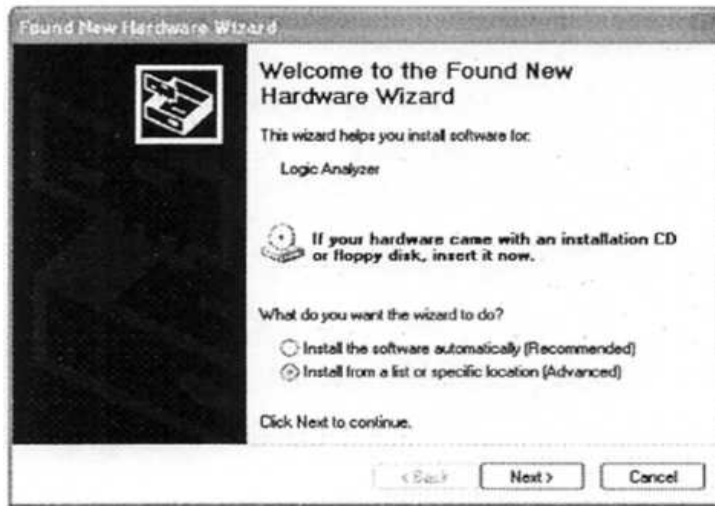 Found New Hardware Wizard
Welcome to the Found New
Hardware Wizard
This wizard helps you install software for:
Logic Analyzer
If your hardware came with an installation CD
or floppy disk, insert it now.
What do you want the wizard to do?
Install the software automatically (Recommended)
Install from a list or specific location (Advanced)
Click Next to continue.
< Back Next > Cancel